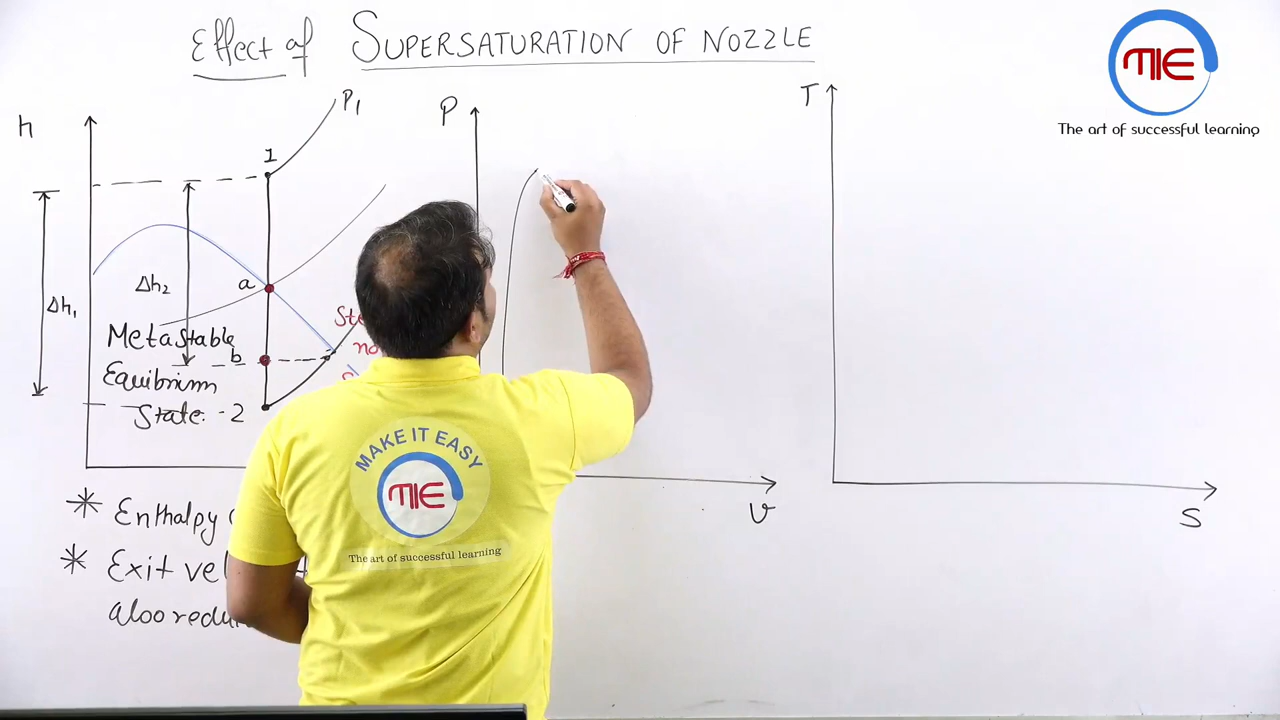 Effect of SUPERSATURATION OF NOZZLE
MIE
The art of successful learning
h
P1
P
T
1
a
Δh2
Δh1
Metastable
b
Equibrium
State. -2
υ
S
* Enthalpy
* Exit vel
also redu
MAKE IT EASY
MIE
The art of successful learning